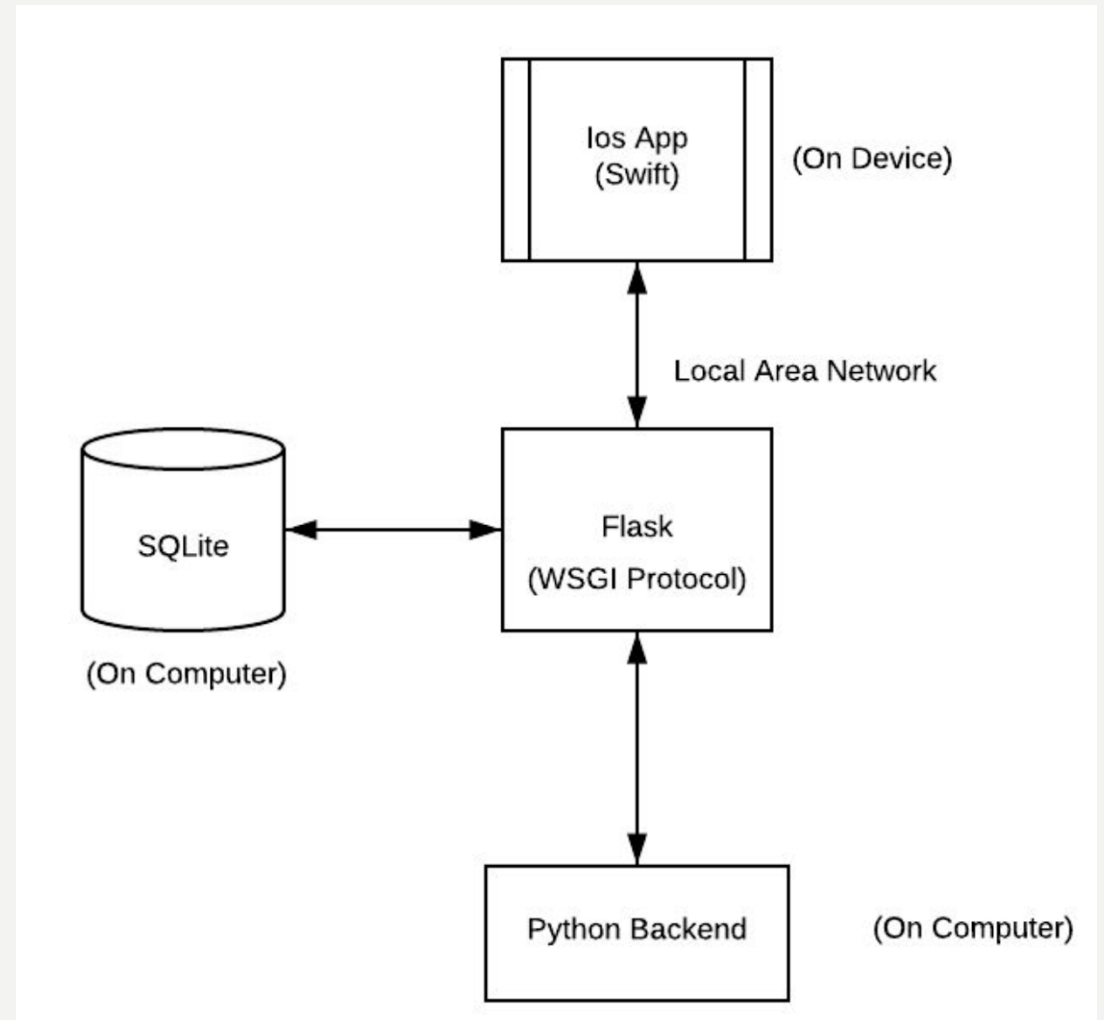 Ios App
(Swift)
(On Device)
Local Area Network
SQLite
(On Computer)
Flask
(WSGI Protocol)
Python Backend
(On Computer)